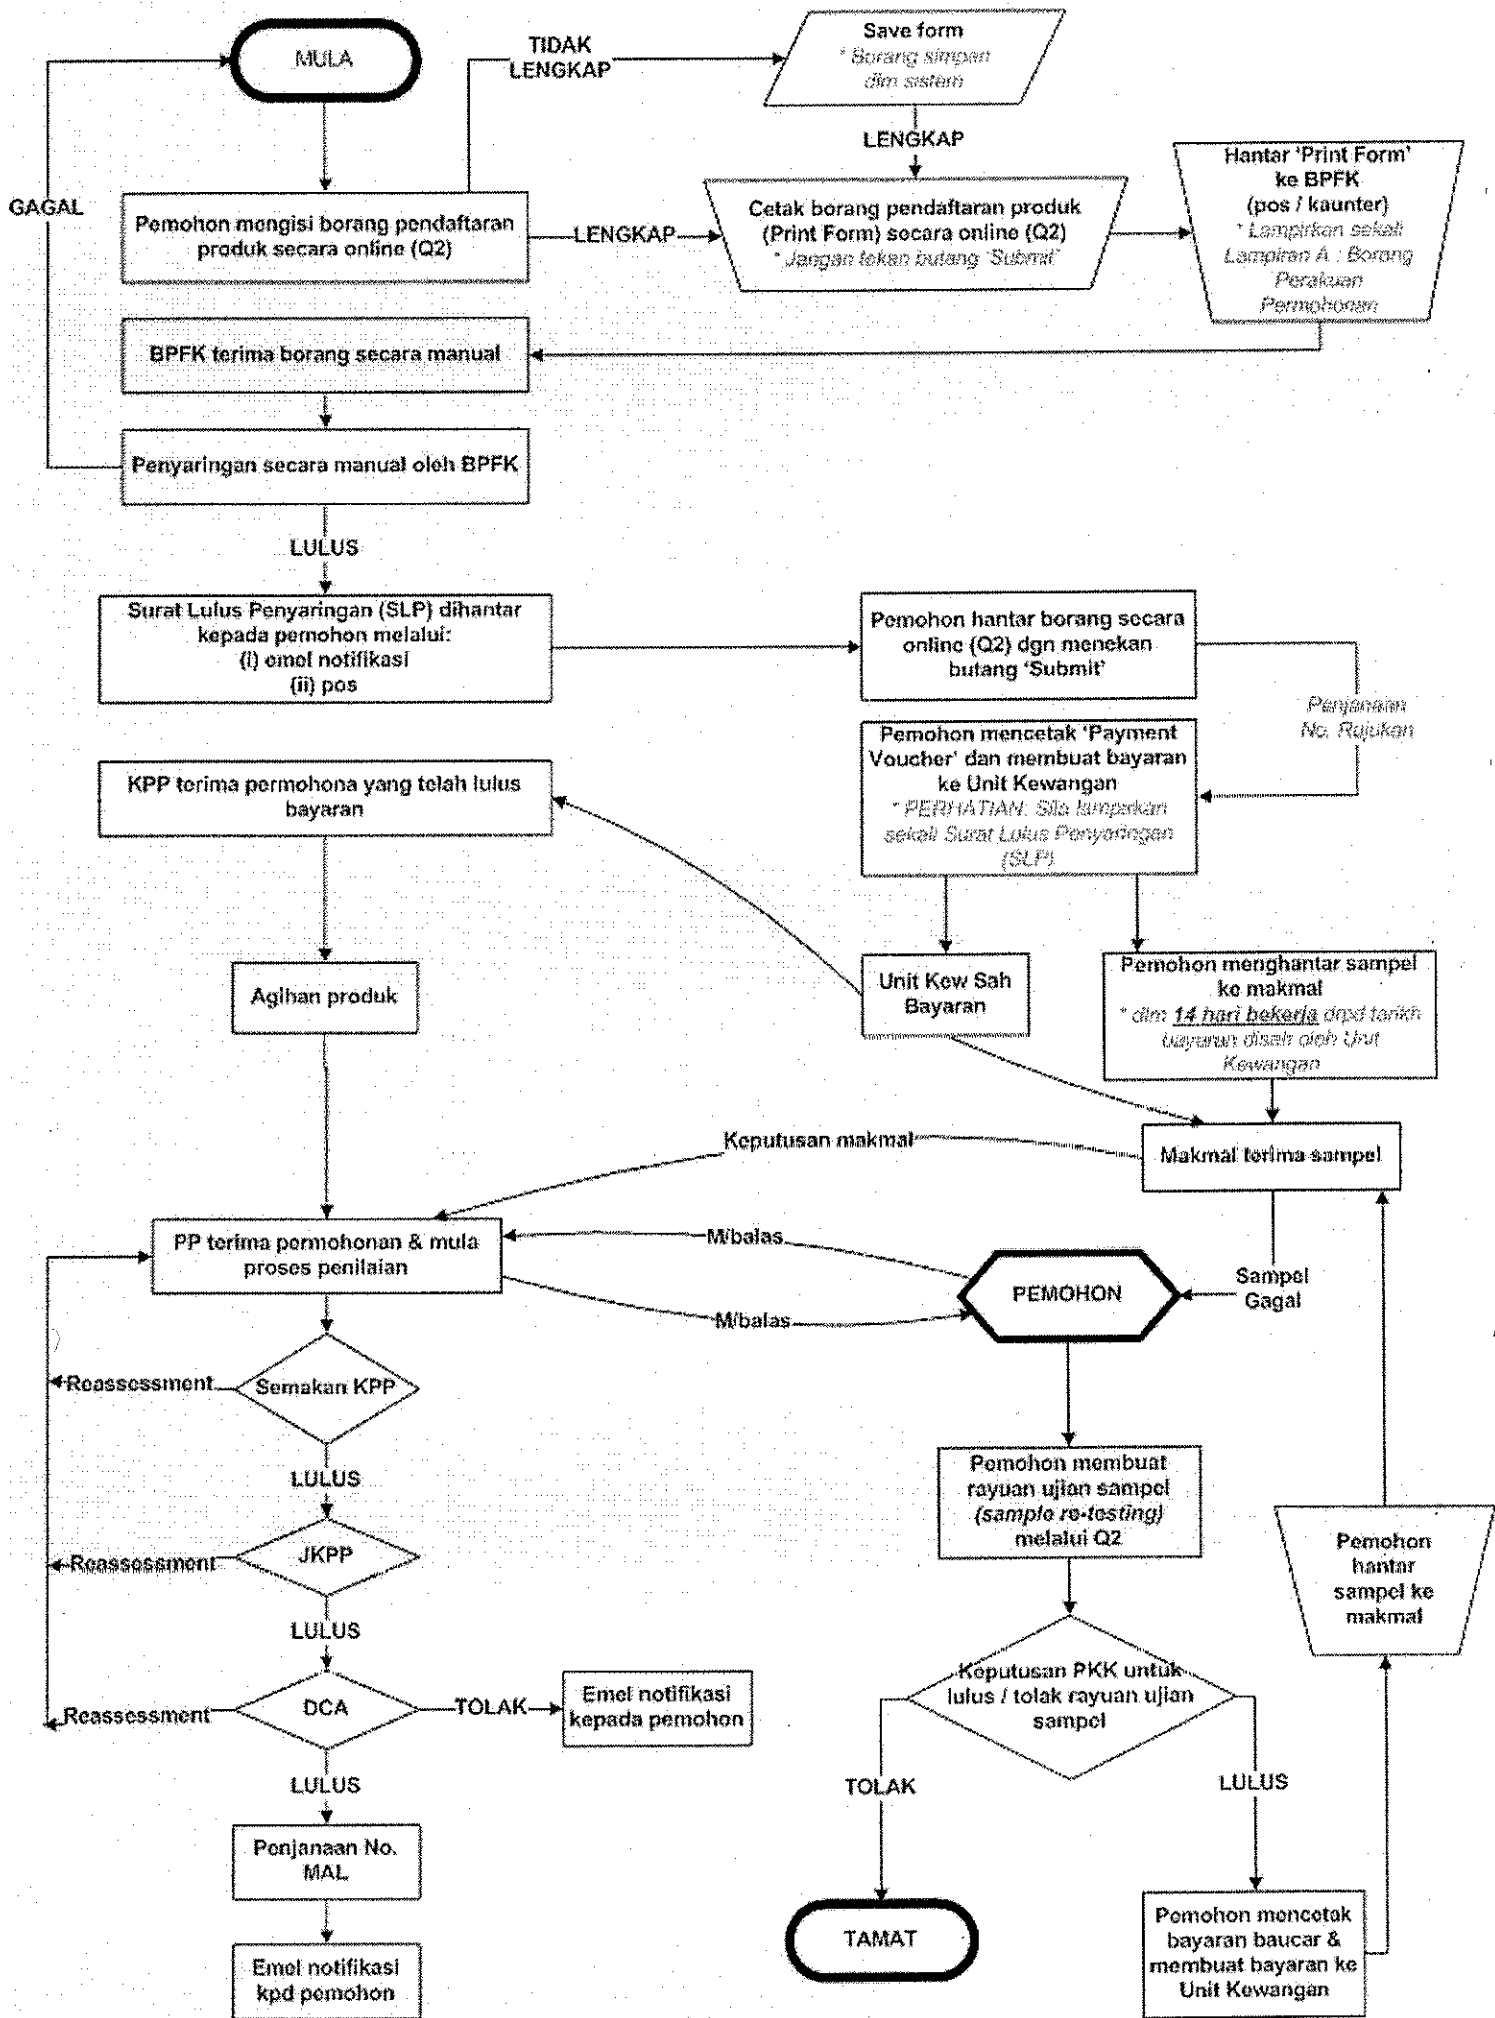 MULA
TIDAK
LENGKAP
Save form
* Borang simpan
dlm sistem
LENGKAP
GAGAL
Pemohon mengisi borang pendaftaran
produk secara online (Q2)
LENGKAP
Cetak borang pendaftaran produk
(Print Form) secara online (Q2)
* Jangan tekan butang 'Submit'
Hantar 'Print Form'
ke BPFK
(pos / kaunter)
* Lampirkan sekali
Lampiran A : Borang
Perakuan
Permohonan
BPFK terima borang secara manual
Penyaringan secara manual oleh BPFK
LULUS
Surat Lulus Penyaringan (SLP) dihantar
kepada pemohon melalui:
(i) emel notifikasi
(ii) pos
Pemohon hantar borang secara
online (Q2) dgn menekan
butang 'Submit'
Penjanaan
No. Rujukan
Pemohon mencetak 'Payment
Voucher' dan membuat bayaran
ke Unit Kewangan
* PERHATIAN: Sila lampirkan
sekali Surat Lulus Penyaringan
(SLP)
KPP terima permohona yang telah lulus
bayaran
Agihan produk
Unit Kew Sah
Bayaran
Pemohon menghantar sampel
ke makmal
* dlm 14 hari bekerja drpd tarikh
bayaran disah oleh Unit
Kewangan
Keputusan makmal
Makmal terima sampel
PP terima permohonan & mula
proses penilaian
M/balas
M/balas
PEMOHON
Sampel
Gagal
Reassessment
Semakan KPP
LULUS
Reassessment
JKPP
LULUS
Reassessment
DCA
TOLAK
Emel notifikasi
kepada pemohon
LULUS
Penjanaan No.
MAL
Emel notifikasi
kpd pemohon
Pemohon membuat
rayuan ujian sampel
(sample re-testing)
melalui Q2
Pemohon
hantar
sampel ke
makmal
Keputusan PKK untuk
lulus / tolak rayuan ujian
sampel
TOLAK
LULUS
TAMAT
Pemohon mencetak
bayaran baucar &
membuat bayaran ke
Unit Kewangan